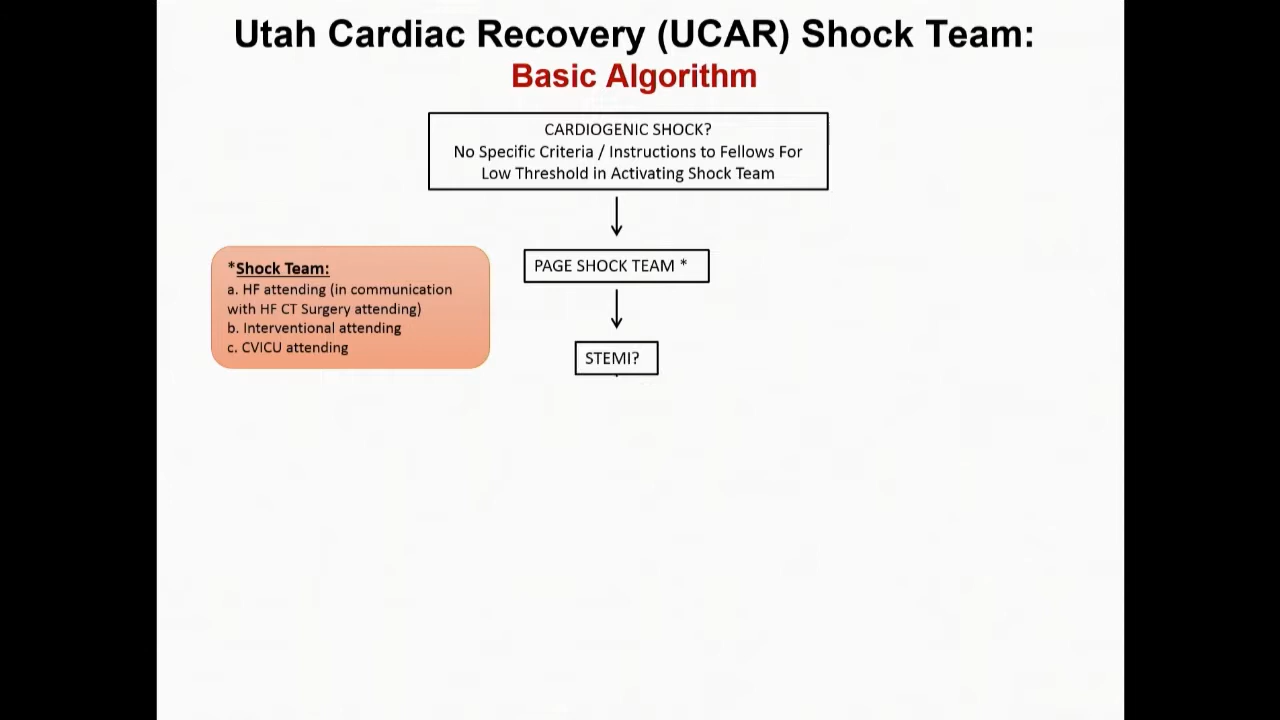 Utah Cardiac Recovery (UCAR) Shock Team:
Basic Algorithm
CARDIOGENIC SHOCK?
No Specific Criteria / Instructions to Fellows For
Low Threshold in Activating Shock Team
PAGE SHOCK TEAM *
*Shock Team:
a. HF attending (in communication
with HF CT Surgery attending)
b. Interventional attending
c. CVICU attending
STEMI?